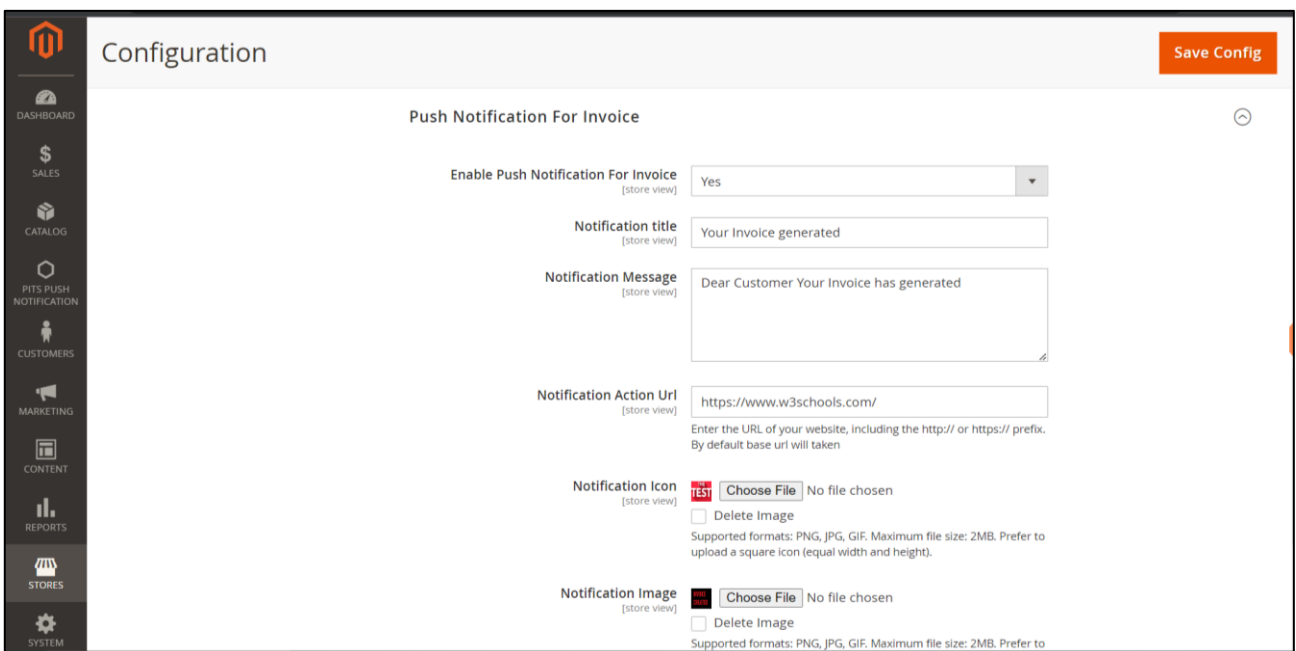 Configuration
Save Config
DASHBOARD
SALES
CATALOG
PITS PUSH
NOTIFICATION
CUSTOMERS
MARKETING
CONTENT
REPORTS
STORES
SYSTEM
Push Notification For Invoice
Enable Push Notification For Invoice
[store view]
Yes
Notification title
[store view]
Your Invoice generated
Notification Message
[store view]
Dear Customer Your Invoice has generated
Notification Action Url
[store view]
https://www.w3schools.com/
Enter the URL of your website, including the http:// or https:// prefix.
By default base url will taken
Notification Icon
[store view]
TEST
Choose File No file chosen
Delete Image
Supported formats: PNG, JPG, GIF. Maximum file size: 2MB. Prefer to
upload a square icon (equal width and height).
Notification Image
[store view]
Choose File No file chosen
Delete Image
Supported formats: PNG, JPG, GIF. Maximum file size: 2MB. Prefer to